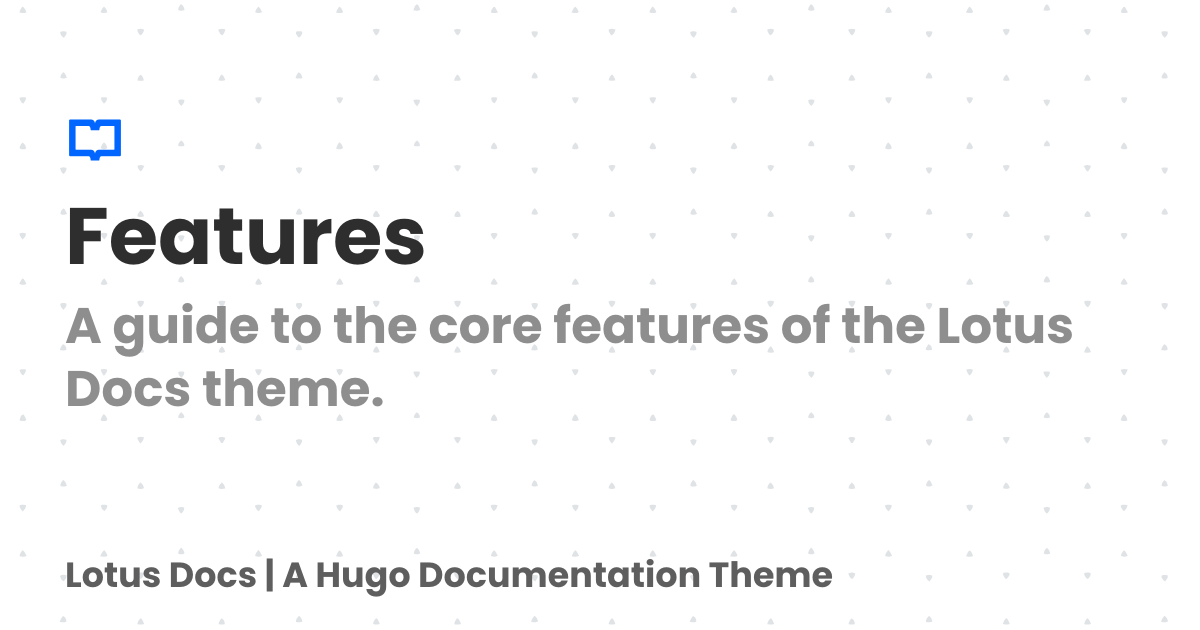 Features
A guide to the core features of the Lotus
Docs theme.
Lotus Docs | A Hugo Documentation Theme